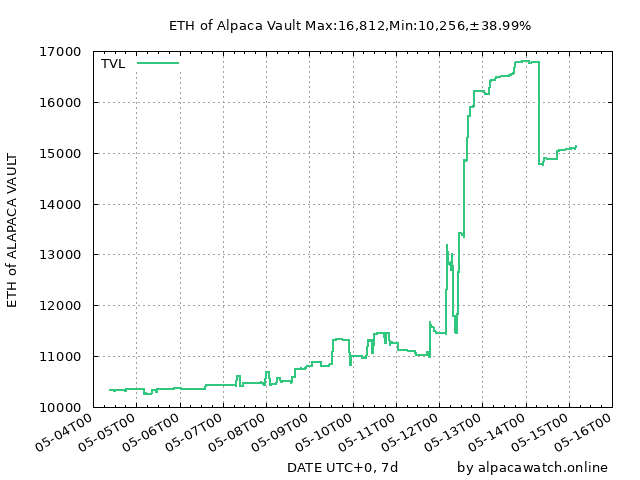 ETH of Alpaca Vault Max:16,812,Min:10,256,±38.99%
17000
TVL
16000
15000
14000
13000
12000
11000
10000
ETH of ALAPACA VAULT
05-04T00
05-05T00
05-06T00
05-07T00
05-08T00
05-09T00
05-10T00
05-11T00
05-12T00
05-13T00
05-14T00
05-15T00
05-16T00
DATE UTC+0, 7d
by alpacawatch.online